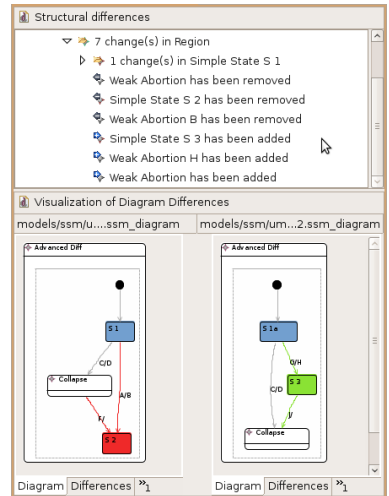 Structural differences
7 change(s) in Region
1 change(s) in Simple State S 1
Weak Abortion has been removed
Simple State S 2 has been removed
Weak Abortion B has been removed
Simple State S 3 has been added
Weak Abortion H has been added
Weak Abortion has been added
Visualization of Diagram Differences
models/ssm/u....ssm_diagram
models/ssm/um...2.ssm_diagram
Advanced Diff
S 1
C/D
Collapse
A/B
F/
S 2
Advanced Diff
S 1a
G/H
C/D
S 3
J/
Collapse
Diagram Differences »1
Diagram Differences »1